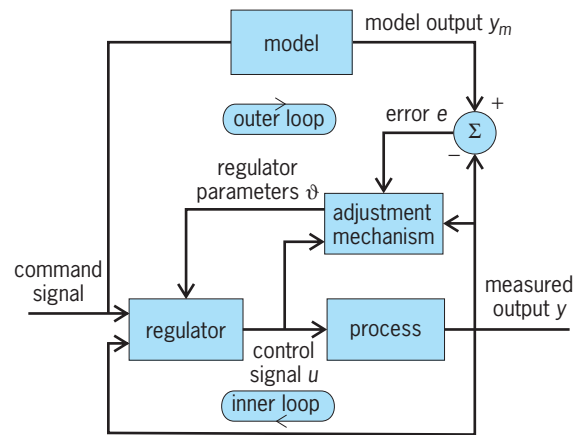 model
model output yₘ
+
outer loop
error e
Σ
−
regulator
parameters ϑ
adjustment
mechanism
command
signal
measured
output y
regulator
process
control
signal u
inner loop